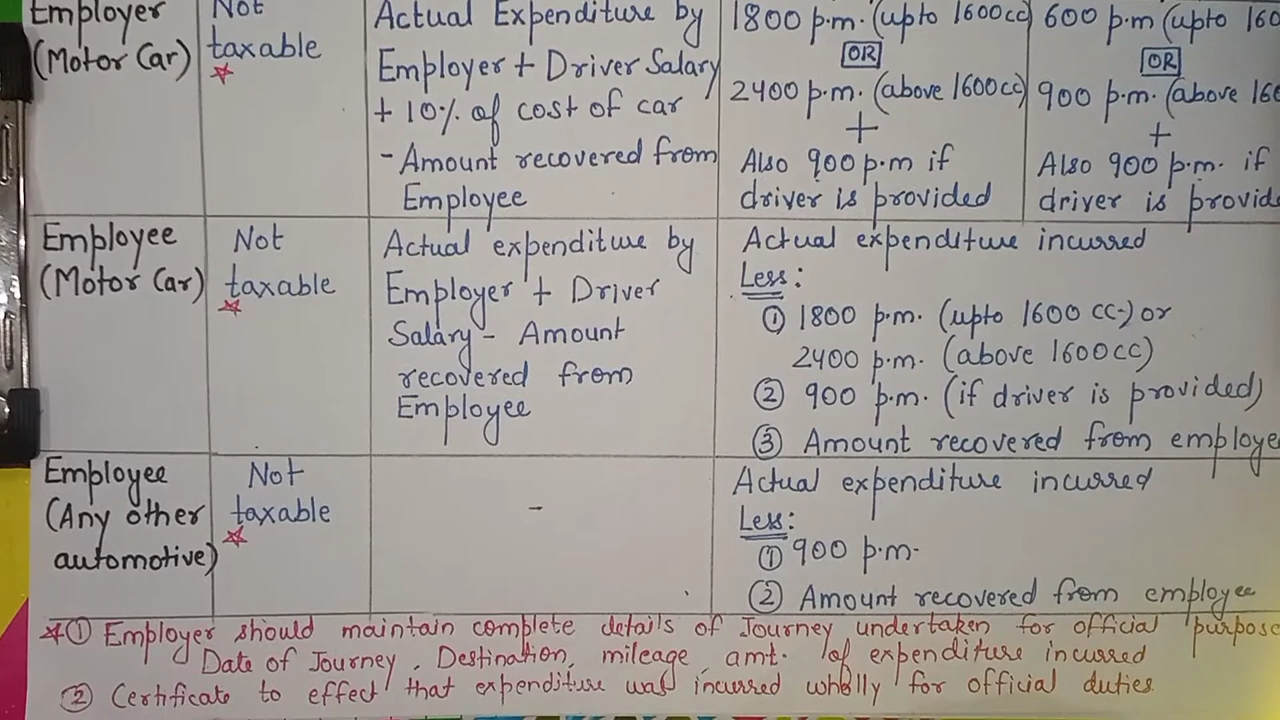 Employer
(Motor Car)
Not
taxable
Actual Expenditure by
Employer + Driver Salary
+ 10% of cost of car
- Amount recovered from
Employee
1800 p.m. (upto 1600cc)
OR
2400 p.m. (above 1600cc)
+
Also 900 p.m if
driver is provided
600 p.m (upto 160
OR
900 p.m. (above 160
+
Also 900 p.m. if
driver is provide
Employee
(Motor Car)
Not
taxable
Actual expenditure by
Employer + Driver
Salary - Amount
recovered from
Employee
Actual expenditure incurred
Less:
① 1800 p.m. (upto 1600 cc) or
2400 p.m. (above 1600cc)
② 900 p.m. (if driver is provided)
③ Amount recovered from employe
Employee
(Any other
automotive)
Not
taxable
-
Actual expenditure incurred
Less:
① 900 p.m.
② Amount recovered from employee
☆① Employer should maintain complete details of Journey undertaken for official purpose
Date of Journey, Destination, mileage, amt. of expenditure incurred
② Certificate to effect that expenditure was incurred wholly for official duties